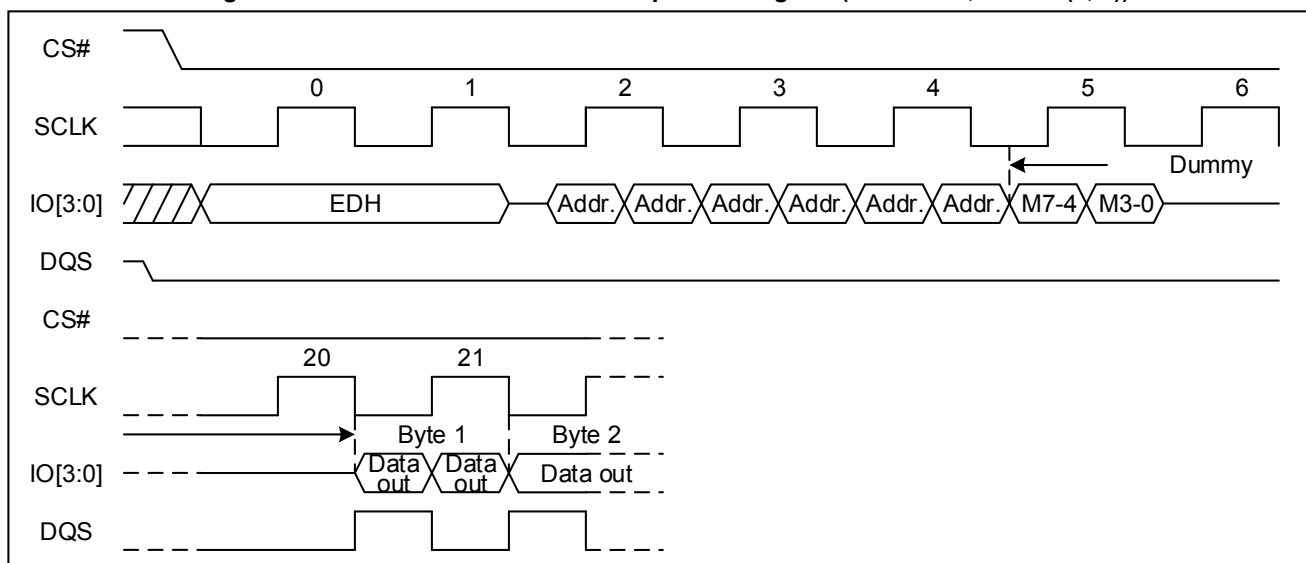 CS#
0 1 2 3 4 5 6
SCLK
Dummy
IO[3:0] EDH Addr. Addr. Addr. Addr. Addr. Addr. M7-4 M3-0
DQS
CS#
20 21
SCLK
Byte 1 Byte 2
IO[3:0] Data out Data out Data out
DQS